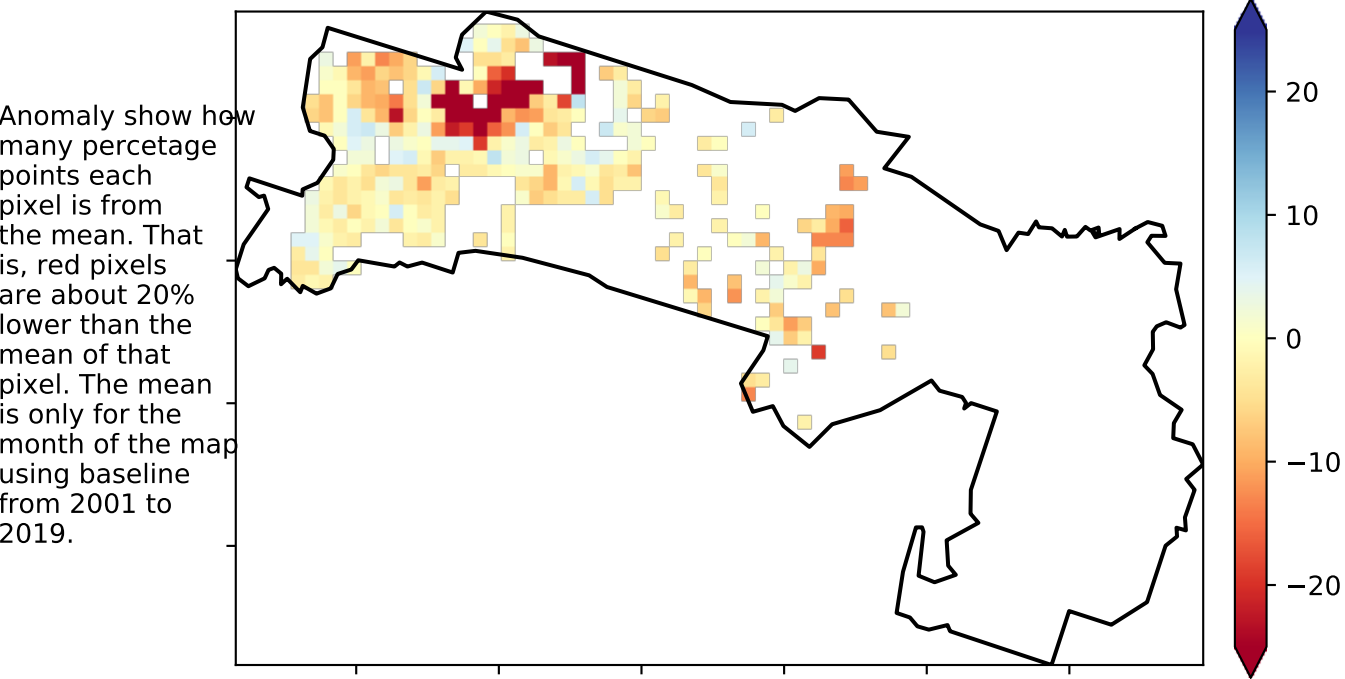 Anomaly show how
many percetage
points each
pixel is from
the mean. That
is, red pixels
are about 20%
lower than the
mean of that
pixel. The mean
is only for the
month of the map
using baseline
from 2001 to
2019.
20
10
0
−10
−20